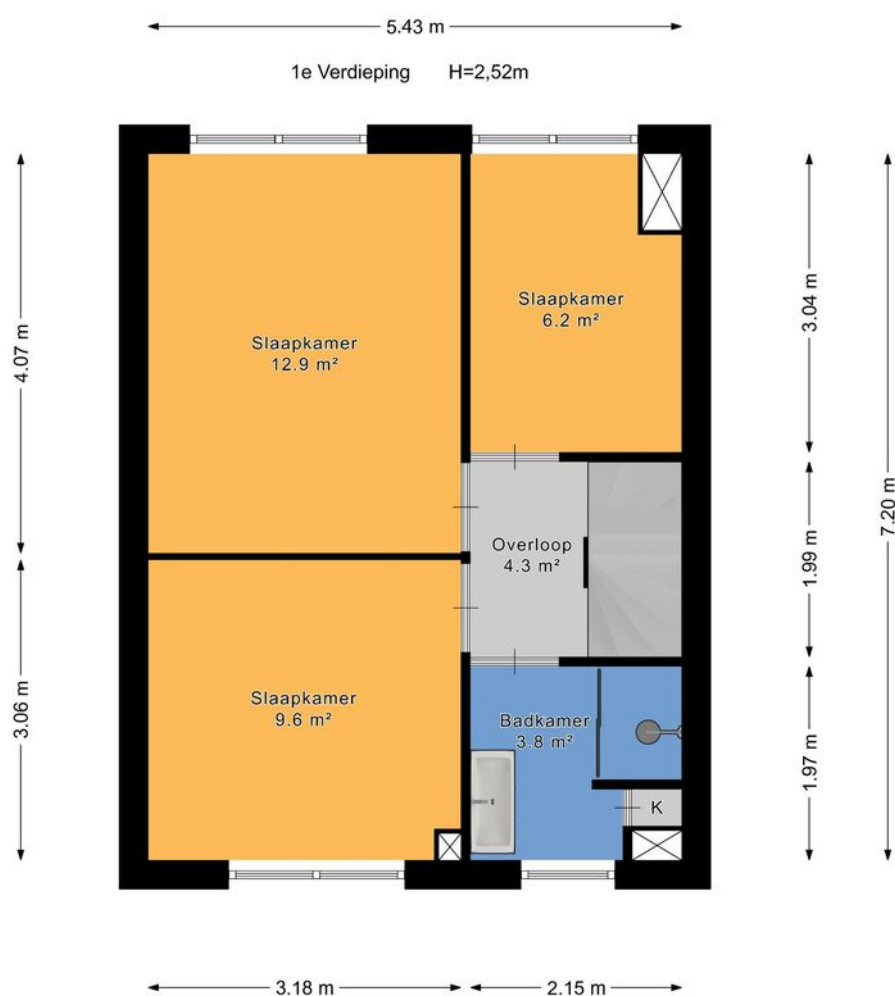 5.43 m
1e Verdieping H=2,52m
4.07 m
3.06 m
Slaapkamer
12.9 m²
Slaapkamer
6.2 m²
Overloop
4.3 m²
Slaapkamer
9.6 m²
Badkamer
3.8 m²
K
3.04 m
1.99 m
1.97 m
7.20 m
3.18 m
2.15 m